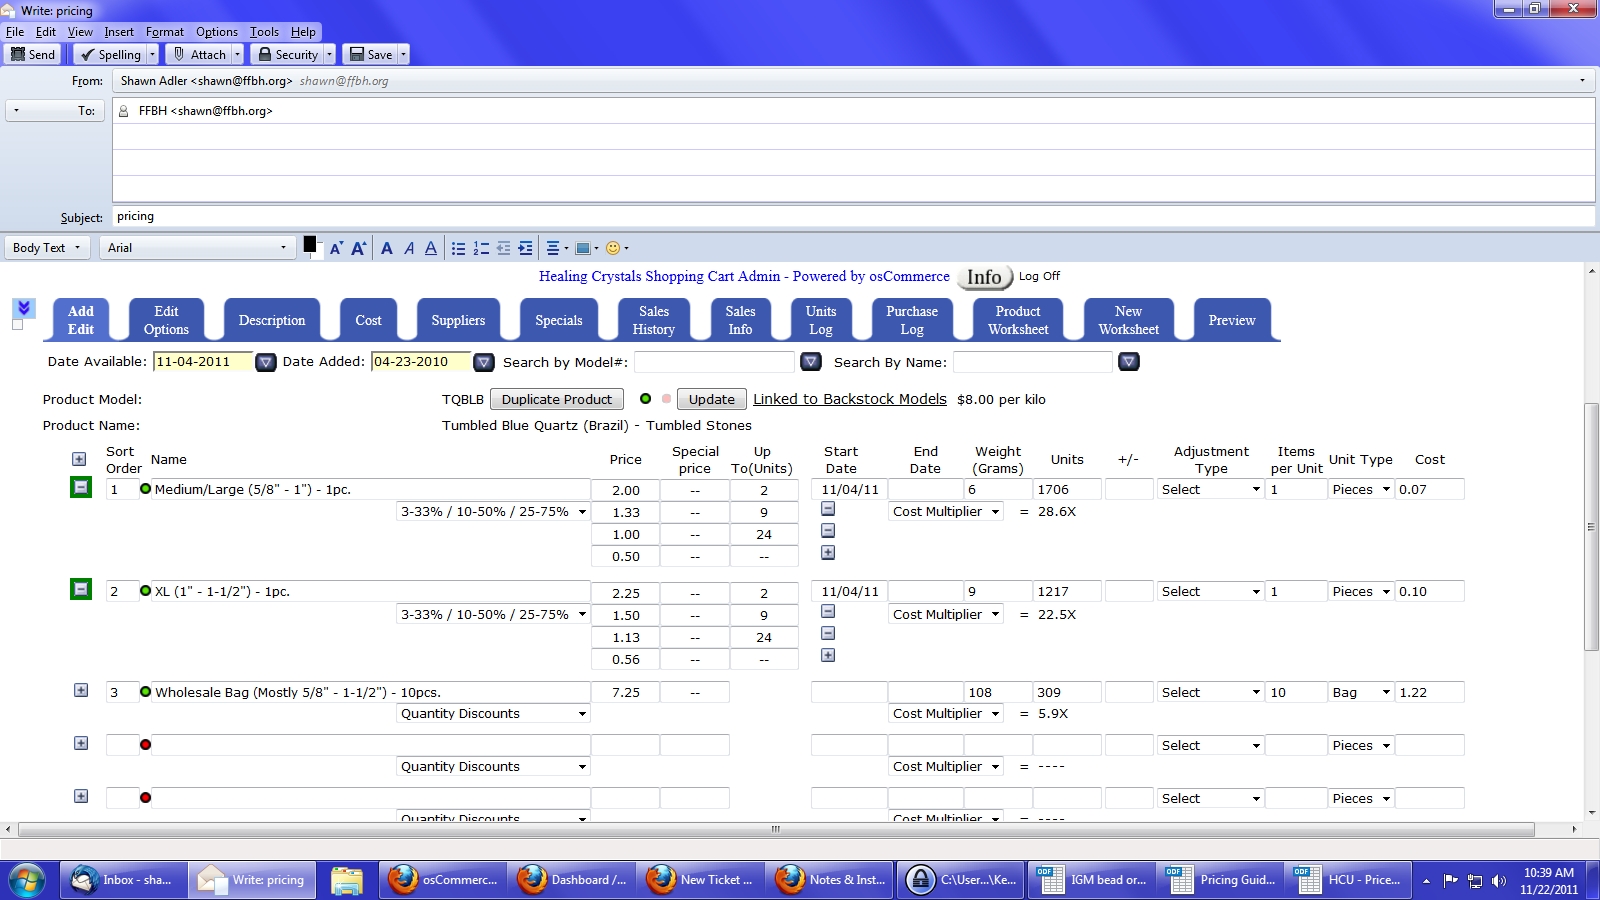 Write: pricing
File Edit View Insert Format Options Tools Help
Send Spelling Attach Security Save
From: Shawn Adler <shawn@ffbh.org> shawn@ffbh.org
To: FFBH <shawn@ffbh.org>
Subject: pricing
Body Text Arial
Healing Crystals Shopping Cart Admin - Powered by osCommerce Info Log Off
Add Edit Edit Options Description Cost Suppliers Specials Sales History Sales Info Units Log Purchase Log Product Worksheet New Worksheet Preview
Date Available: 11-04-2011 Date Added: 04-23-2010 Search by Model#: Search By Name:
Product Model: TQBLB Duplicate Product Update Linked to Backstock Models $8.00 per kilo
Product Name: Tumbled Blue Quartz (Brazil) - Tumbled Stones
Sort Order Name Price Special price Up To(Units) Start Date End Date Weight (Grams) Units +/- Adjustment Type Items per Unit Unit Type Cost
1 Medium/Large (5/8" - 1") - 1pc. 2.00 -- 2 11/04/11 6 1706 Select 1 Pieces 0.07
3-33% / 10-50% / 25-75% 1.33 -- 9 Cost Multiplier = 28.6X
1.00 -- 24
0.50 -- --
2 XL (1" - 1-1/2") - 1pc. 2.25 -- 2 11/04/11 9 1217 Select 1 Pieces 0.10
3-33% / 10-50% / 25-75% 1.50 -- 9 Cost Multiplier = 22.5X
1.13 -- 24
0.56 -- --
3 Wholesale Bag (Mostly 5/8" - 1-1/2") - 10pcs. 7.25 -- 108 309 Select 10 Bag 1.22
Quantity Discounts Cost Multiplier = 5.9X
Select Pieces
Quantity Discounts Cost Multiplier = ----
Select Pieces
Quantity Discounts Cost Multiplier = ----
Inbox - sha... Write: pricing osCommerc... Dashboard /... New Ticket ... Notes & Inst... C:\User...\Ke... IGM bead or... Pricing Guid... HCU - Price... 10:39 AM
11/22/2011